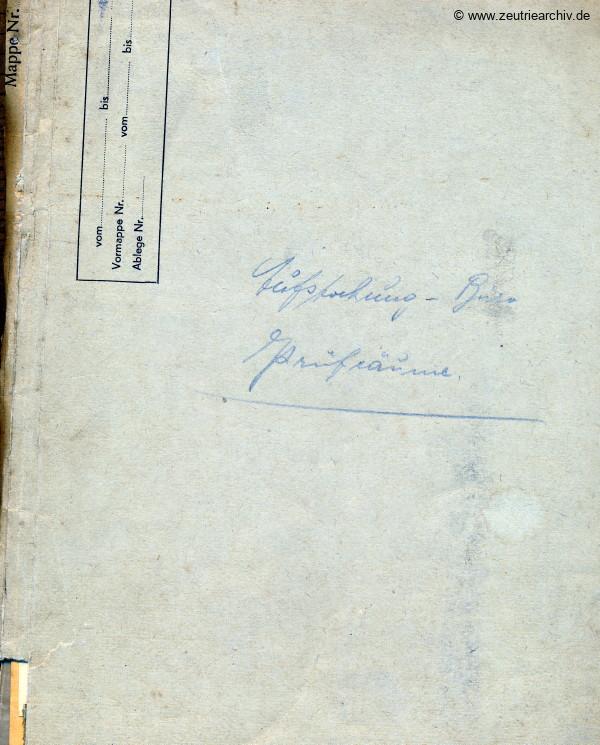 © www.zeutriearchiv.de
Mappe Nr.
vom bis
Vormappe Nr. vom bis
Ablege Nr.
Aufstockung - Büro
Prüfräume.